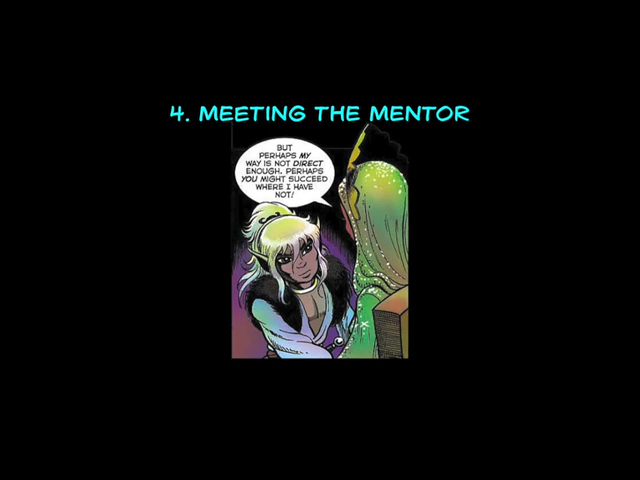 4. MEETING THE MENTOR
BUT
PERHAPS MY
WAY IS NOT DIRECT
ENOUGH. PERHAPS
YOU MIGHT SUCCEED
WHERE I HAVE
NOT!